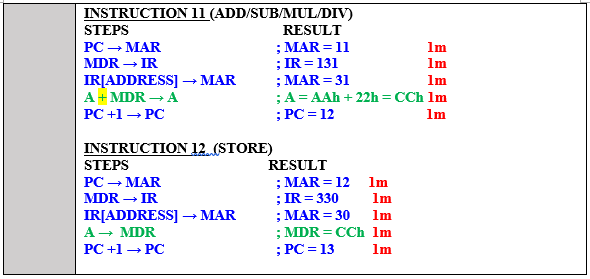 INSTRUCTION 11 (ADD/SUB/MUL/DIV)
STEPS RESULT
PC → MAR ; MAR = 11 1m
MDR → IR ; IR = 131 1m
IR[ADDRESS] → MAR ; MAR = 31 1m
A + MDR → A ; A = AAh + 22h = CCh 1m
PC +1 → PC ; PC = 12 1m
INSTRUCTION 12 (STORE)
STEPS RESULT
PC → MAR ; MAR = 12 1m
MDR → IR ; IR = 330 1m
IR[ADDRESS] → MAR ; MAR = 30 1m
A → MDR ; MDR = CCh 1m
PC +1 → PC ; PC = 13 1m